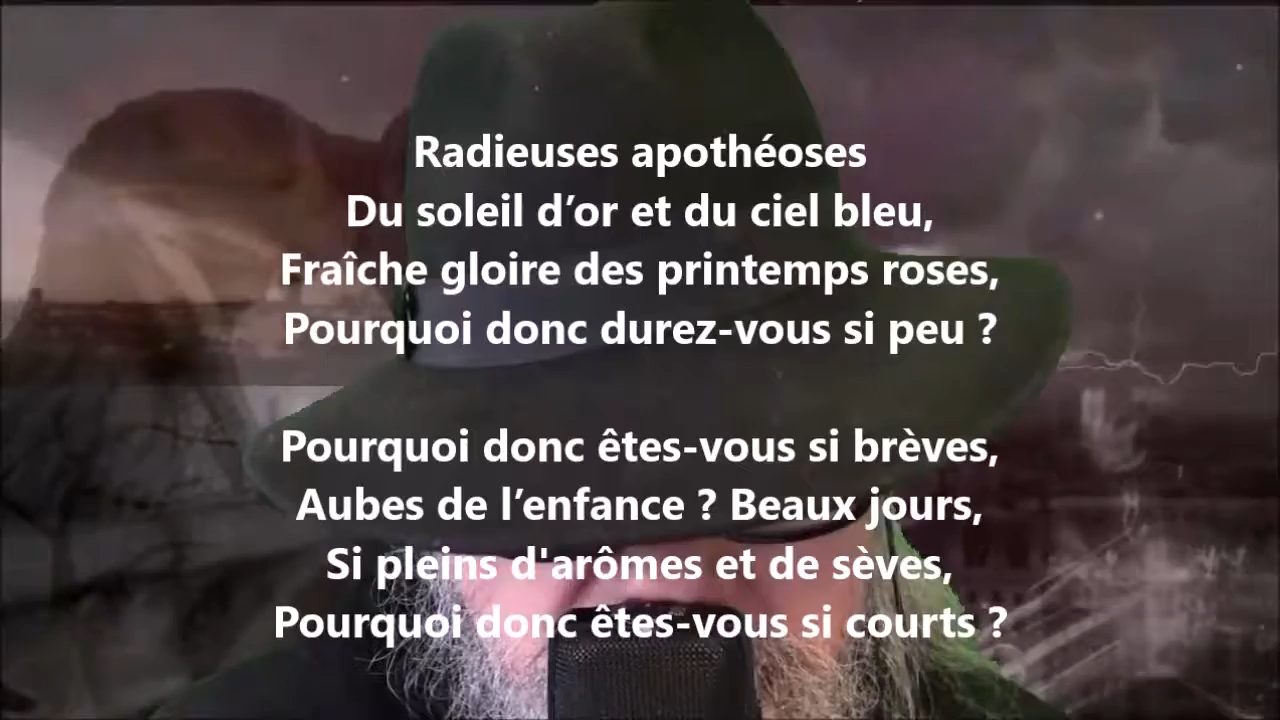 Radieuses apothéoses
Du soleil d’or et du ciel bleu,
Fraîche gloire des printemps roses,
Pourquoi donc durez-vous si peu ?
Pourquoi donc êtes-vous si brèves,
Aubes de l’enfance ? Beaux jours,
Si pleins d'arômes et de sèves,
Pourquoi donc êtes-vous si courts ?